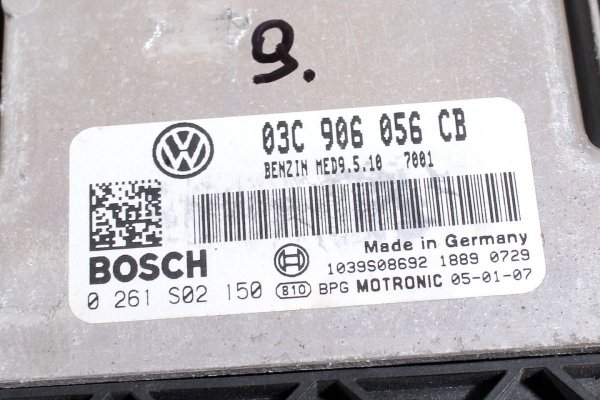 9.
03C 906 056 CB
BENZIN MED9.5.10 7001
Made in Germany
BOSCH
1039S08692 1889 0729
0 261 S02 150 B10 BPG MOTRONIC 05-01-07